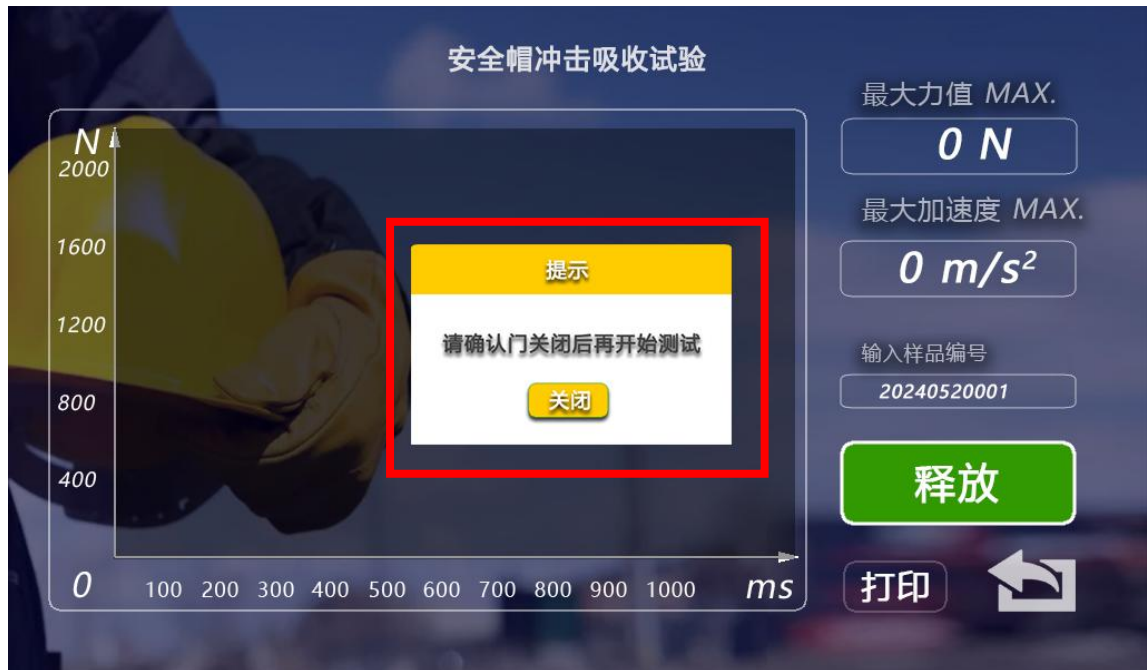 安全帽冲击吸收试验
最大力值 MAX.
0 N
最大加速度 MAX.
0 m/s²
输入样品编号
20240520001
释放
打印
N
2000
1600
1200
800
400
0
100 200 300 400 500 600 700 800 900 1000 ms
提示
请确认门关闭后再开始测试
关闭